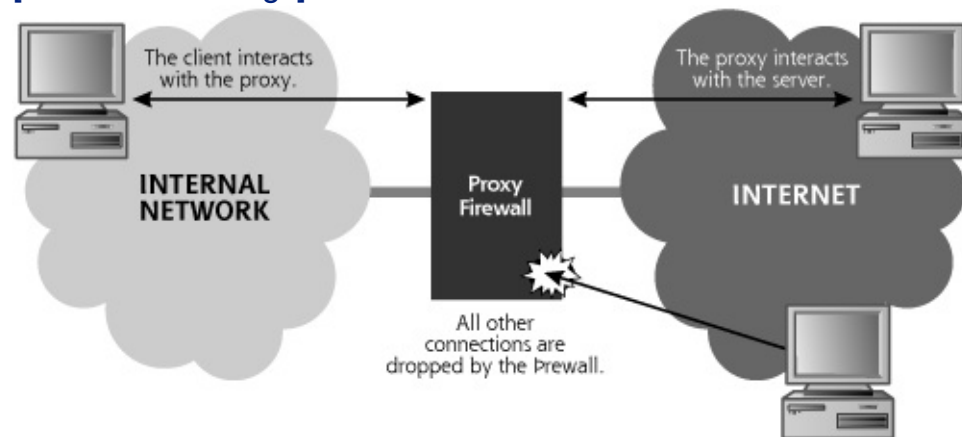 The client interacts
with the proxy.
The proxy interacts
with the server.
INTERNAL
NETWORK
Proxy
Firewall
INTERNET
All other
connections are
dropped by the Þrewall.